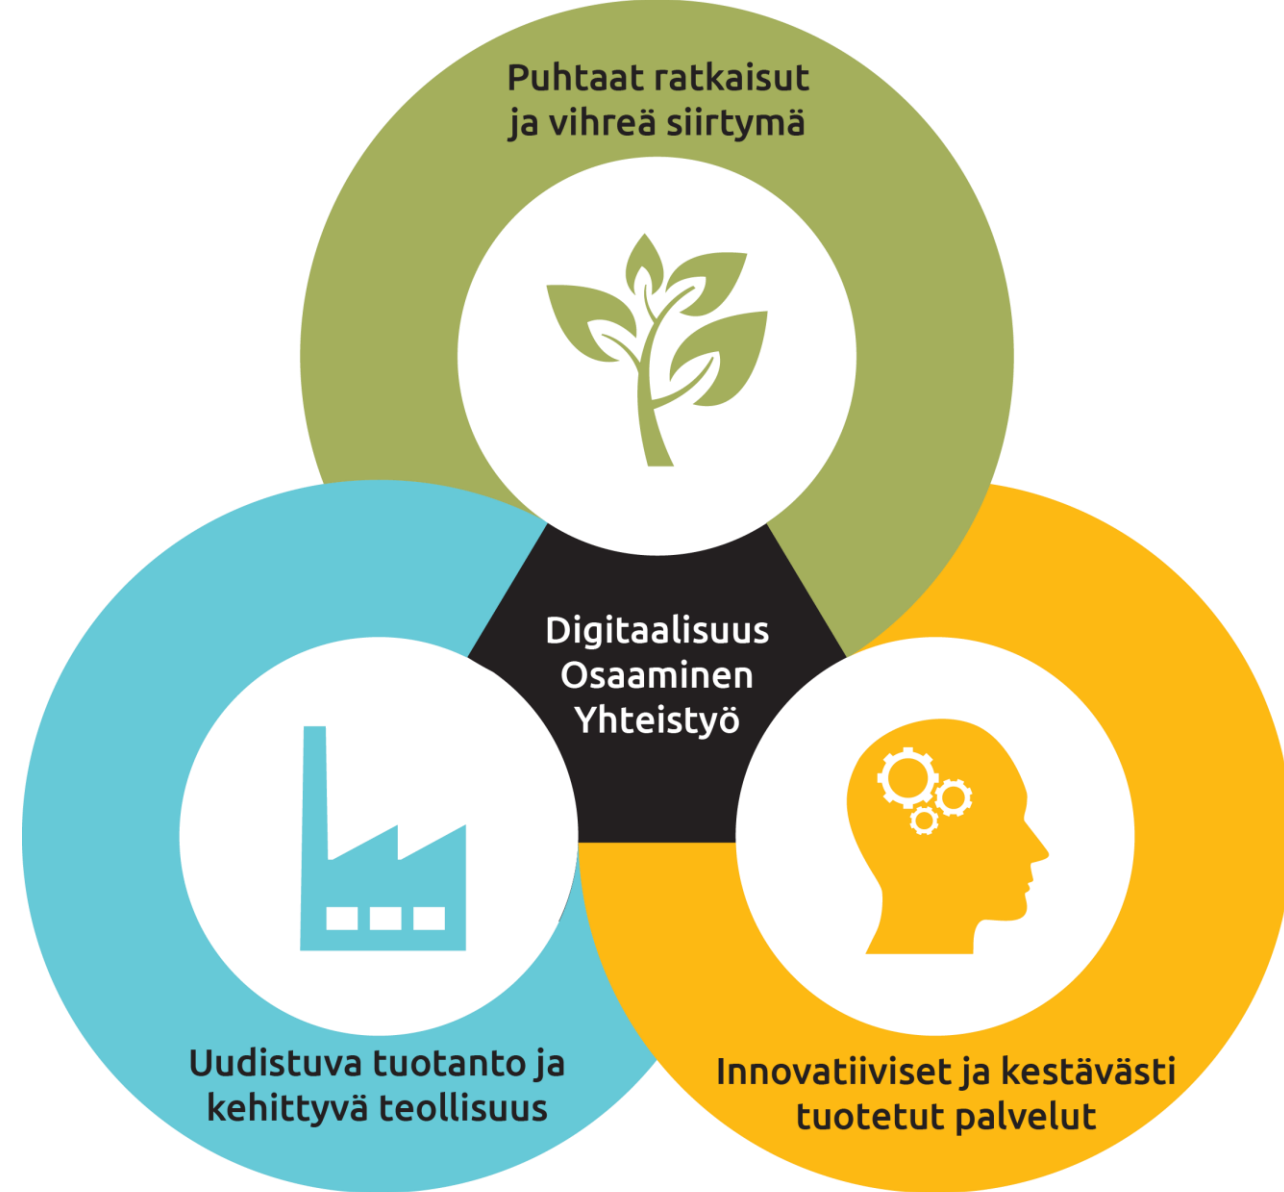 Puhtaat ratkaisut
ja vihreä siirtymä
Digitaalisuus
Osaaminen
Yhteistyö
Uudistuva tuotanto ja
kehittyvä teollisuus
Innovatiiviset ja kestävästi
tuotetut palvelut